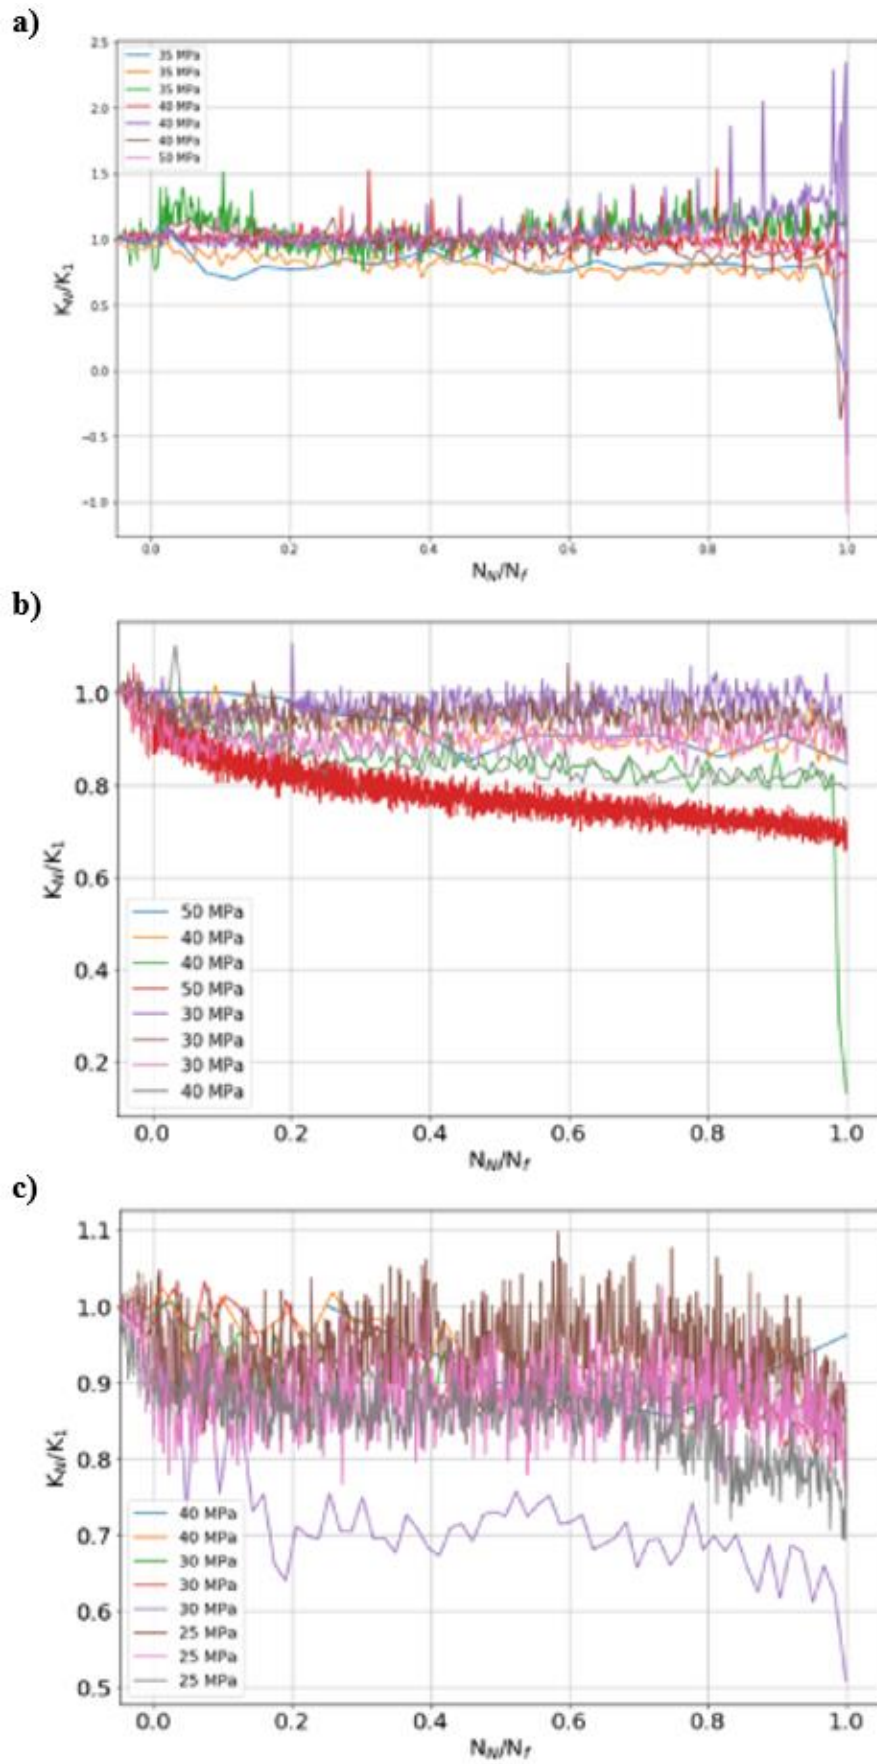 a)
2.5
2.0
1.5
1.0
0.5
0.0
−0.5
−1.0
K_N/K_1
35 MPa
35 MPa
35 MPa
40 MPa
40 MPa
40 MPa
50 MPa
0.0 0.2 0.4 0.6 0.8 1.0
N_N/N_f
b)
1.0
0.8
0.6
0.4
0.2
K_N/K_1
50 MPa
40 MPa
40 MPa
50 MPa
30 MPa
30 MPa
30 MPa
40 MPa
0.0 0.2 0.4 0.6 0.8 1.0
N_N/N_f
c)
1.1
1.0
0.9
0.8
0.7
0.6
0.5
K_N/K_1
40 MPa
40 MPa
30 MPa
30 MPa
30 MPa
25 MPa
25 MPa
25 MPa
0.0 0.2 0.4 0.6 0.8 1.0
N_N/N_f